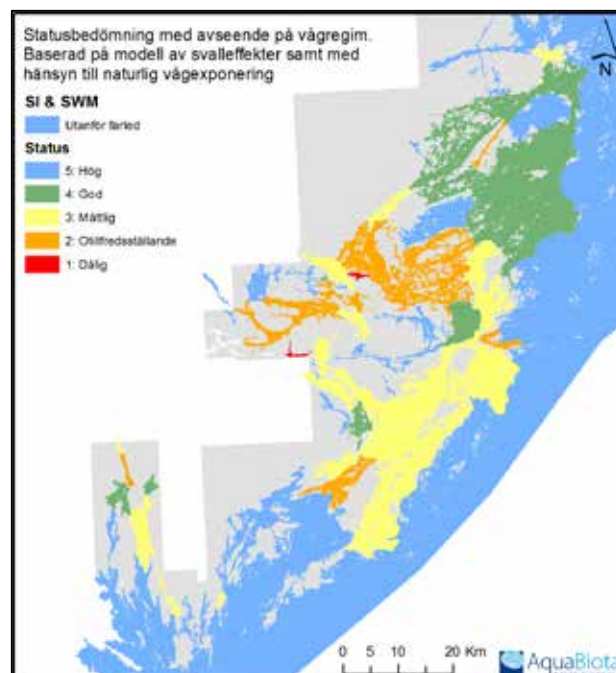 Statusbedömning med avseende på vågregim.
Baserad på modell av svalleffekter samt med
hänsyn till naturlig vågexponering
N
SI & SWM
Utanför farled
Status
5: Hög
4: God
3: Måttlig
2: Otillfredsställande
1: Dålig
0 5 10 20 Km
AquaBiota